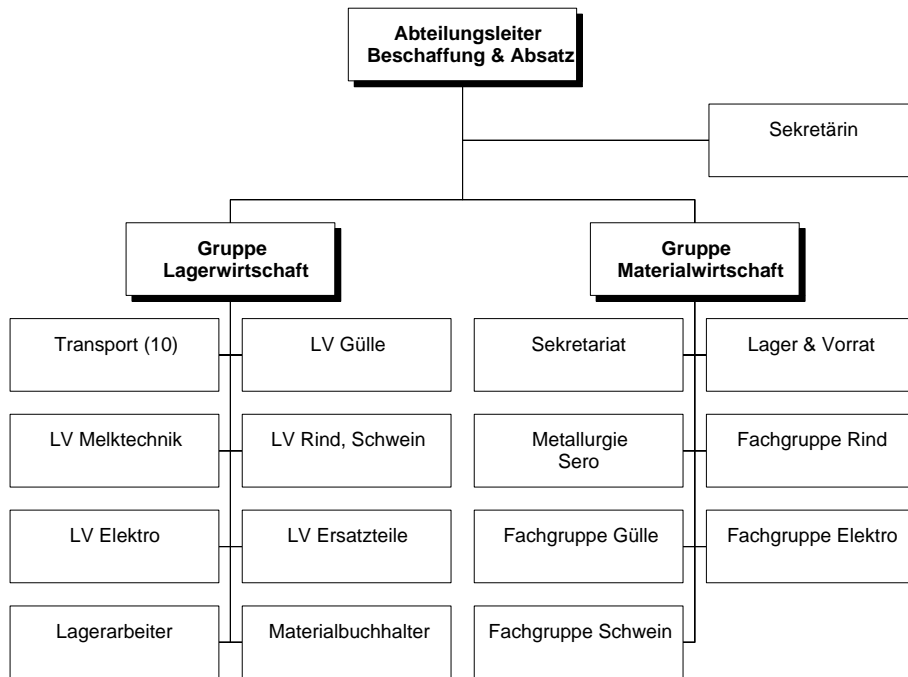 Abteilungsleiter
Beschaffung & Absatz
Sekretärin
Gruppe
Lagerwirtschaft
Gruppe
Materialwirtschaft
Transport (10)
LV Gülle
Sekretariat
Lager & Vorrat
LV Melktechnik
LV Rind, Schwein
Metallurgie
Sero
Fachgruppe Rind
LV Elektro
LV Ersatzteile
Fachgruppe Gülle
Fachgruppe Elektro
Lagerarbeiter
Materialbuchhalter
Fachgruppe Schwein